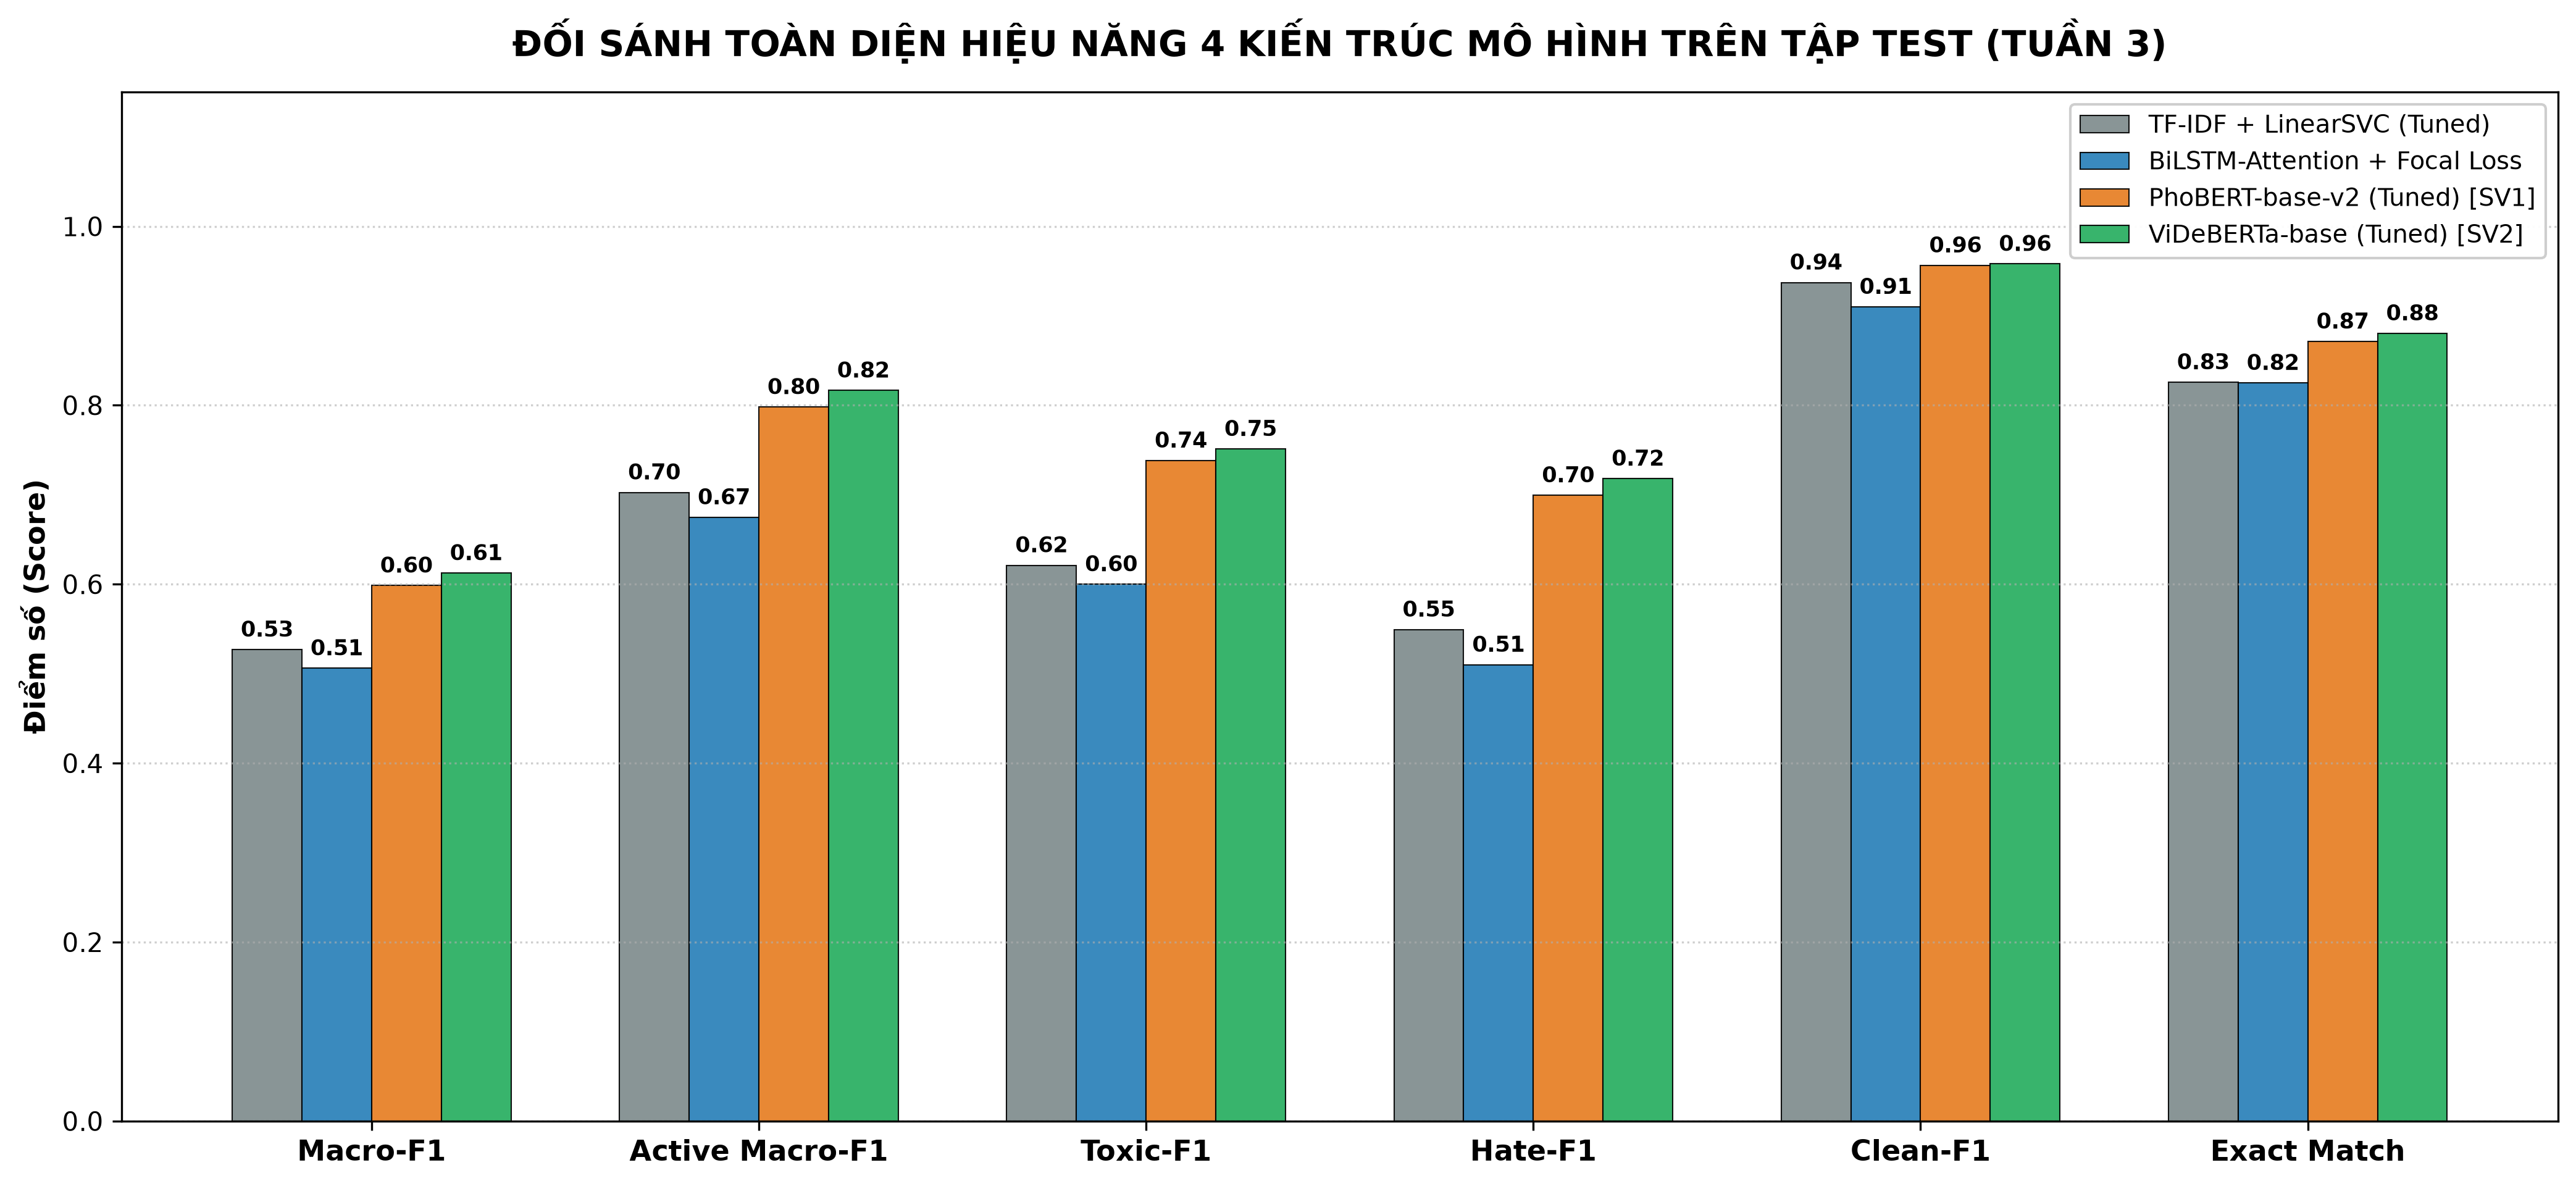 ĐỐI SÁNH TOÀN DIỆN HIỆU NĂNG 4 KIẾN TRÚC MÔ HÌNH TRÊN TẬP TEST (TUẦN 3)
TF-IDF + LinearSVC (Tuned)
BiLSTM-Attention + Focal Loss
PhoBERT-base-v2 (Tuned) [SV1]
ViDeBERTa-base (Tuned) [SV2]
Điểm số (Score)
1.0
0.8
0.6
0.4
0.2
0.0
0.53
0.51
0.60
0.61
0.70
0.67
0.80
0.82
0.62
0.60
0.74
0.75
0.55
0.51
0.70
0.72
0.94
0.91
0.96
0.96
0.83
0.82
0.87
0.88
Macro-F1
Active Macro-F1
Toxic-F1
Hate-F1
Clean-F1
Exact Match